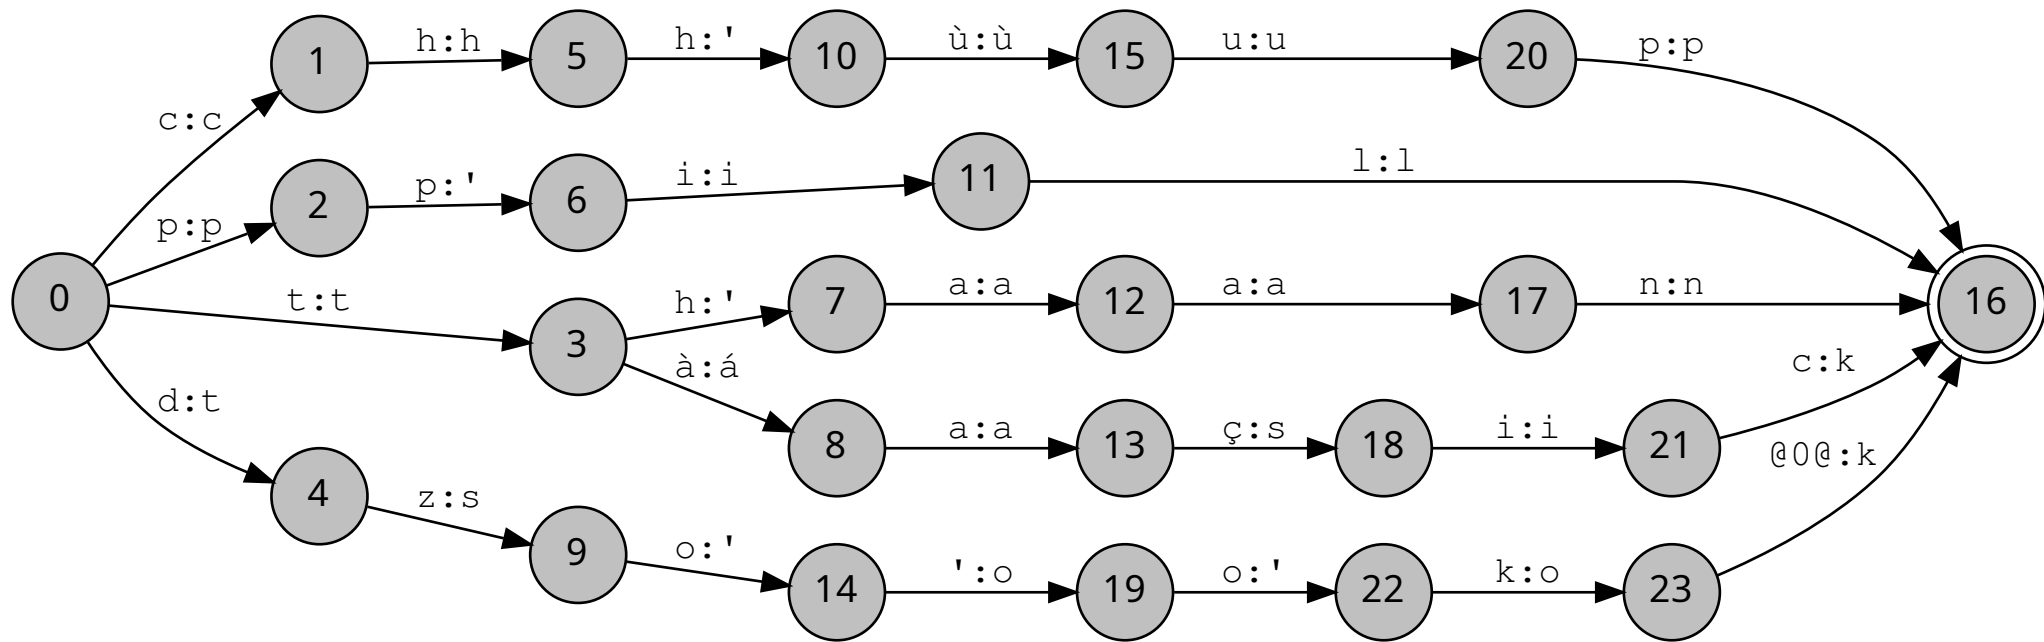 1 h:h 5 h:' 10 ù:ù 15 u:u 20 p:p
c:c
2 p:' 6 i:i 11 l:l
p:p
0 t:t 3 h:' 7 a:a 12 a:a 17 n:n 16
à:á 8 a:a 13 ç:s 18 i:i 21 c:k
d:t
4 z:s 9 o:' 14 ':o 19 o:' 22 k:o 23 @0@:k